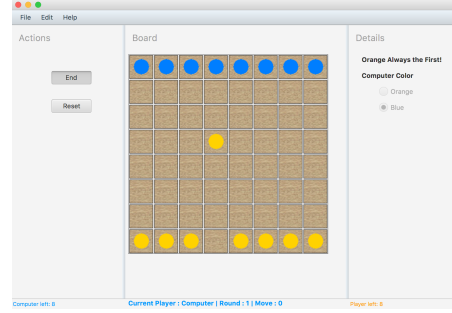 File Edit Help
Actions
Board
Details
End
Reset
Orange Always the First!
Computer Color
Orange
Blue
Computer left: 8
Current Player : Computer | Round : 1 | Move : 0
Player left: 8